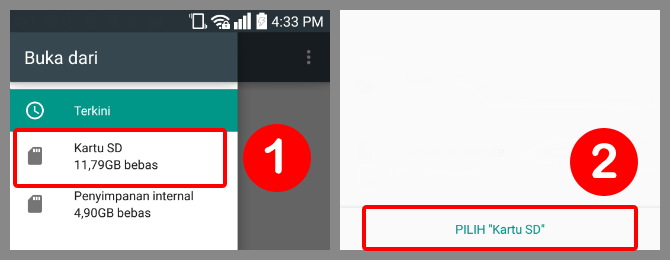 4:33 PM
Buka dari
Terkini
Kartu SD
11,79GB bebas
1
Penyimpanan internal
4,90GB bebas
2
PILIH "Kartu SD"